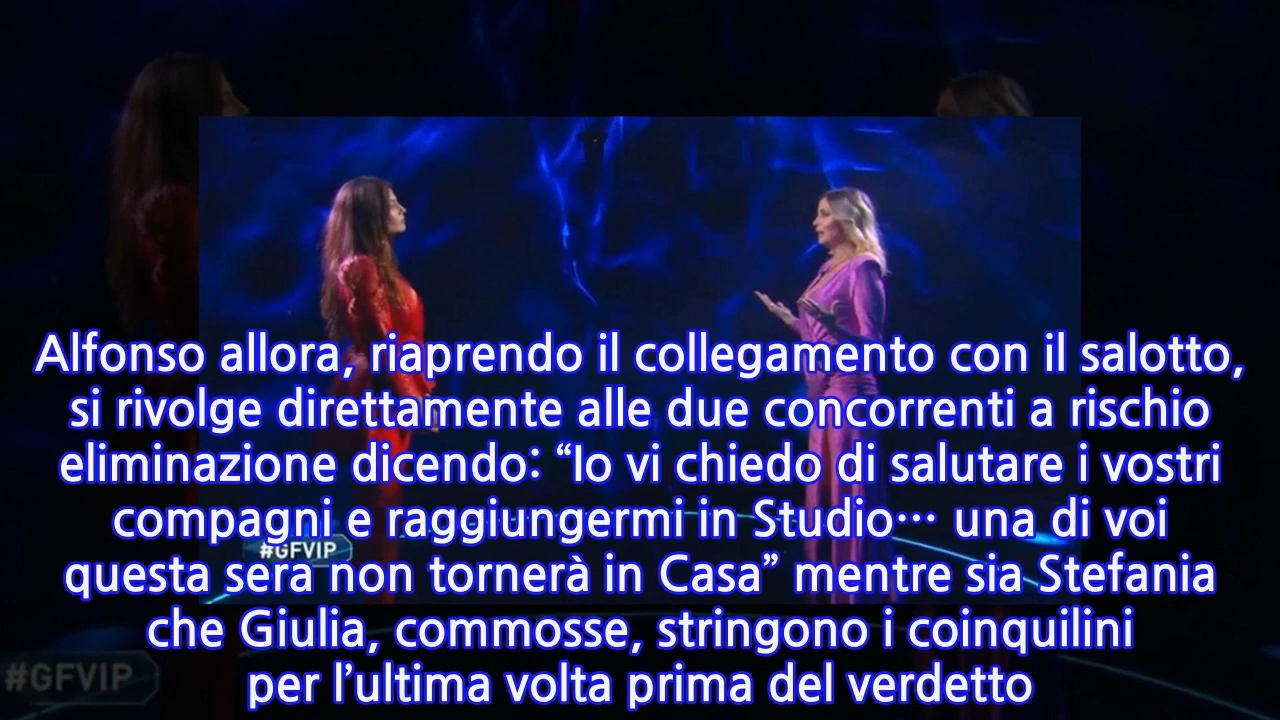 Alfonso allora, riaprendo il collegamento con il salotto,
si rivolge direttamente alle due concorrenti a rischio
eliminazione dicendo: “Io vi chiedo di salutare i vostri
compagni e raggiungermi in Studio… una di voi
#GFVIP
questa sera non tornerà in Casa” mentre sia Stefania
che Giulia, commosse, stringono i coinquilini
#GFVIP
per l’ultima volta prima del verdetto